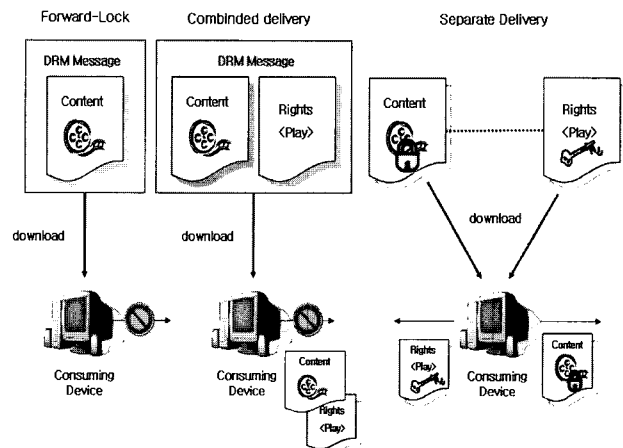 Forward-Lock
Combinded delivery
Separate Delivery
DRM Message
Content
DRM Message
Content
Rights
<Play>
Content
Rights
<Play>
download
download
download
Consuming
Device
Consuming
Device
Content
Rights
<Play>
Rights
<Play>
Consuming
Device
Content